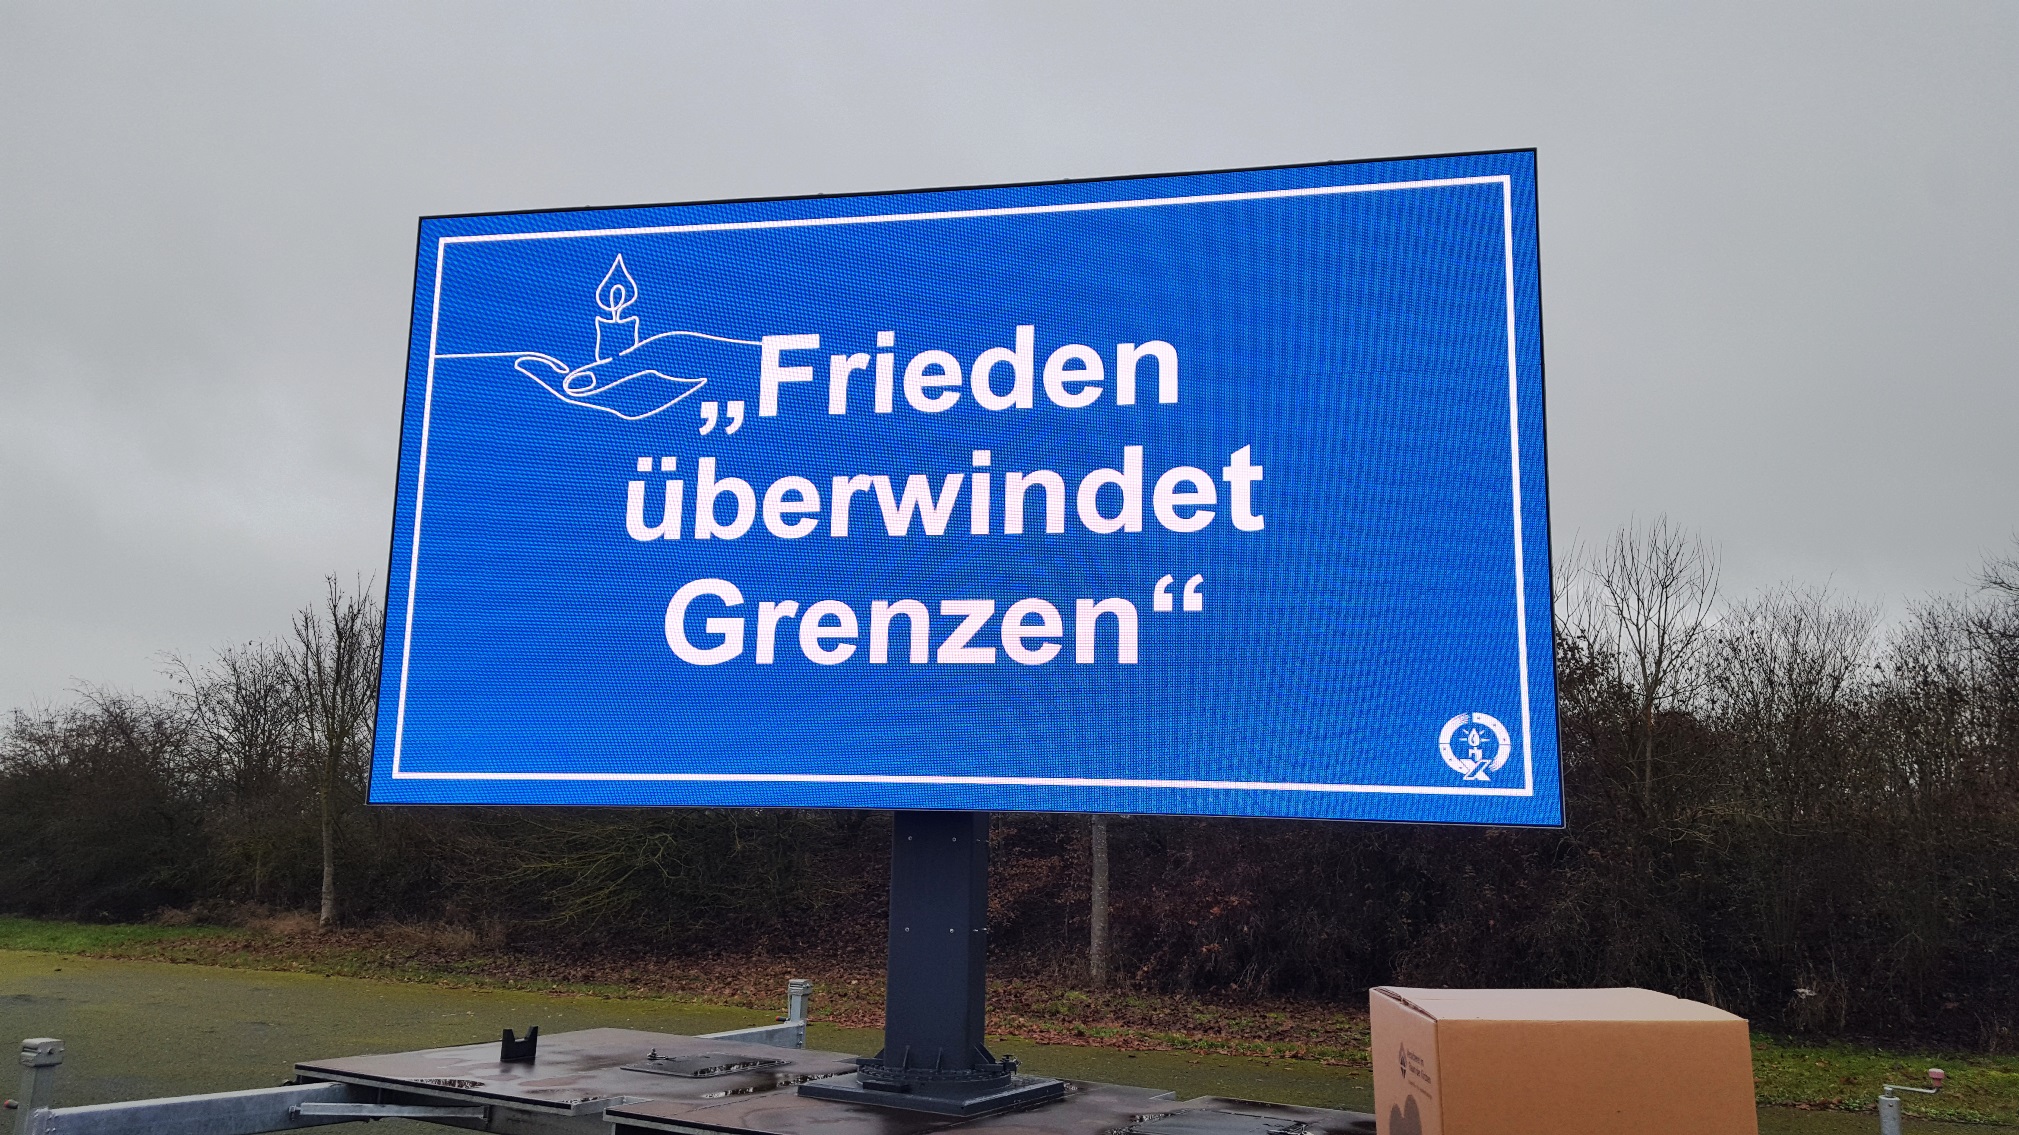 „Frieden
überwindet
Grenzen“